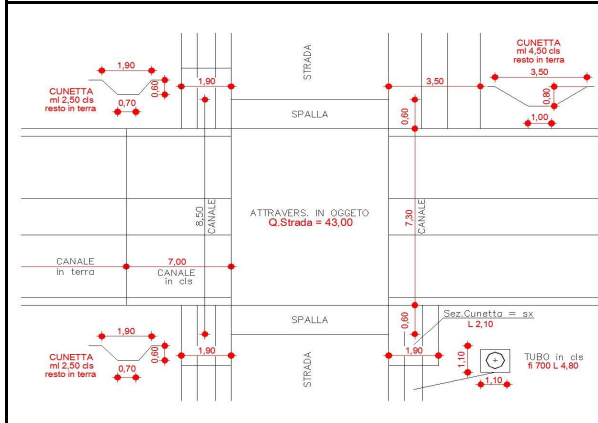 STRADA
CUNETTA
ml 2,50 cls
resto in terra
1,90
0,60
0,70
1,90
3,50
CUNETTA
ml 4,50 cls
resto in terra
3,50
0,80
1,00
0,60
SPALLA
8,50
CANALE
ATTRAVERS. IN OGGETO
Q.Strada = 43,00
7,30
CANALE
CANALE
in terra
7,00
CANALE
in cls
SPALLA
0,60
Sez.Cunetta = sx
L 2,10
CUNETTA
ml 2,50 cls
resto in terra
1,90
0,60
0,70
1,90
STRADA
1,90
1,10
1,10
TUBO in cls
fi 700 L 4,80